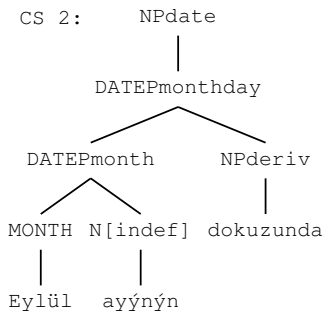 CS 2: NPdate
DATEPmonthday
DATEPmonth NPderiv
MONTH N[indef] dokuzunda
Eylül ayýnýn